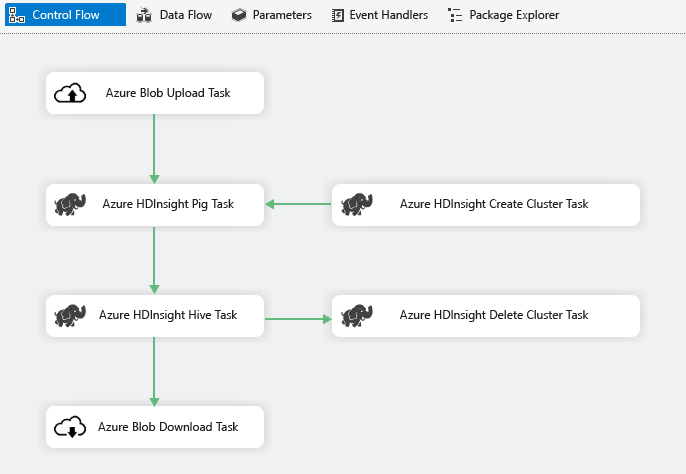 Control Flow
Data Flow
Parameters
Event Handlers
Package Explorer
Azure Blob Upload Task
Azure HDInsight Pig Task
Azure HDInsight Create Cluster Task
Azure HDInsight Hive Task
Azure HDInsight Delete Cluster Task
Azure Blob Download Task